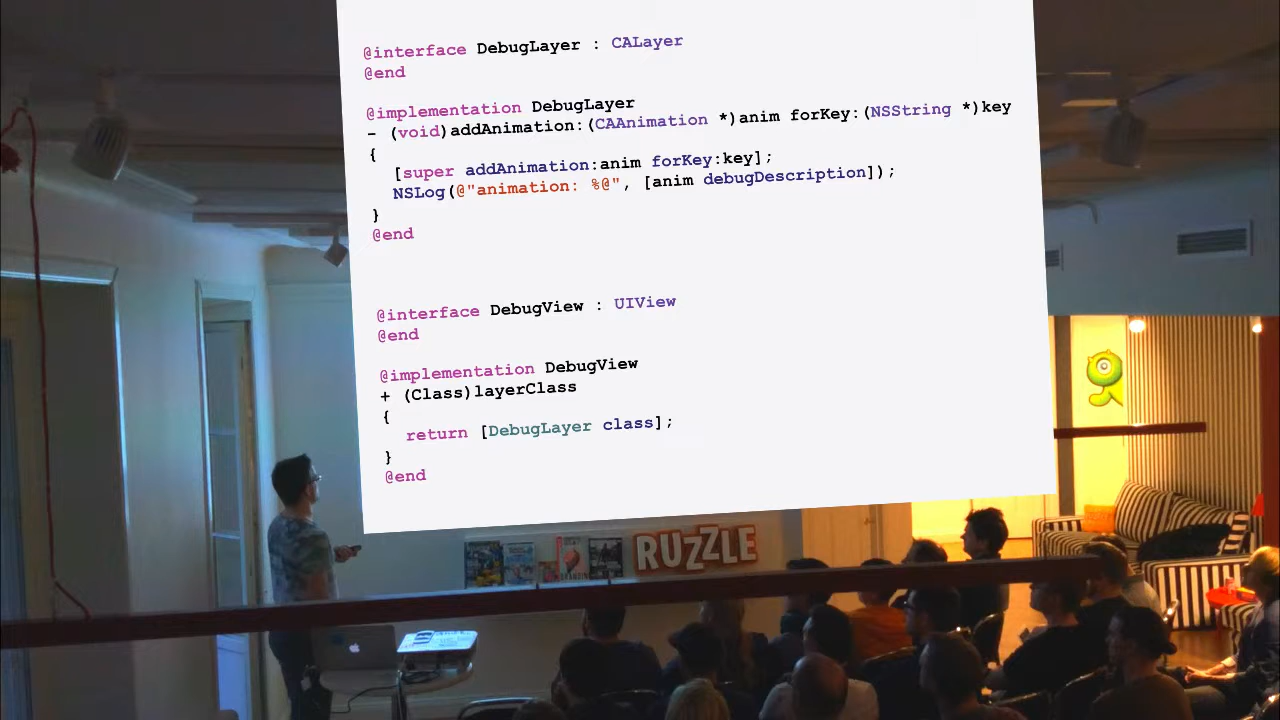 @interface DebugLayer : CALayer
@end
@implementation DebugLayer
- (void)addAnimation:(CAAnimation *)anim forKey:(NSString *)key
{
[super addAnimation:anim forKey:key];
NSLog(@"animation: %@", [anim debugDescription]);
}
@end
@interface DebugView : UIView
@end
@implementation DebugView
+ (Class)layerClass
{
return [DebugLayer class];
}
@end
RUZZLE